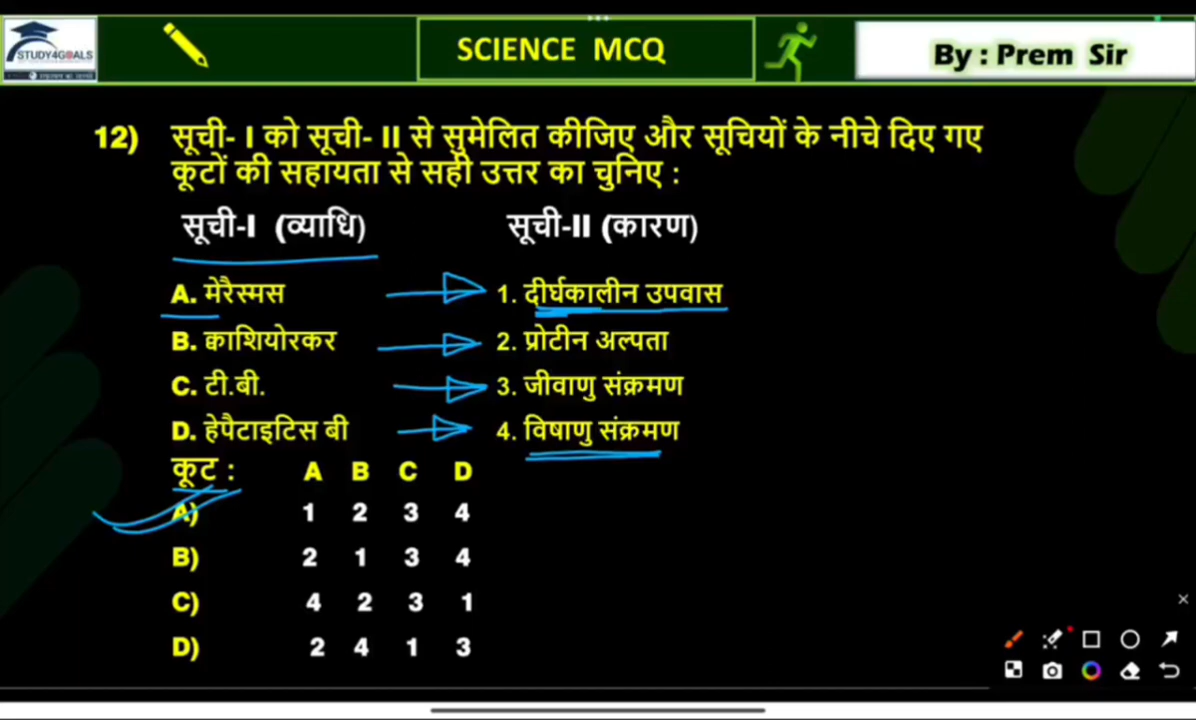 STUDY4GOALS
SCIENCE MCQ
By : Prem Sir
12) सूची- I को सूची- II से सुमेलित कीजिए और सूचियों के नीचे दिए गए
कूटों की सहायता से सही उत्तर का चुनिए :
सूची-I (व्याधि) सूची-II (कारण)
A. मेरैस्मस 1. दीर्घकालीन उपवास
B. क्वाशियोरकर 2. प्रोटीन अल्पता
C. टी.बी. 3. जीवाणु संक्रमण
D. हेपैटाइटिस बी 4. विषाणु संक्रमण
कूट : A B C D
A) 1 2 3 4
B) 2 1 3 4
C) 4 2 3 1
D) 2 4 1 3